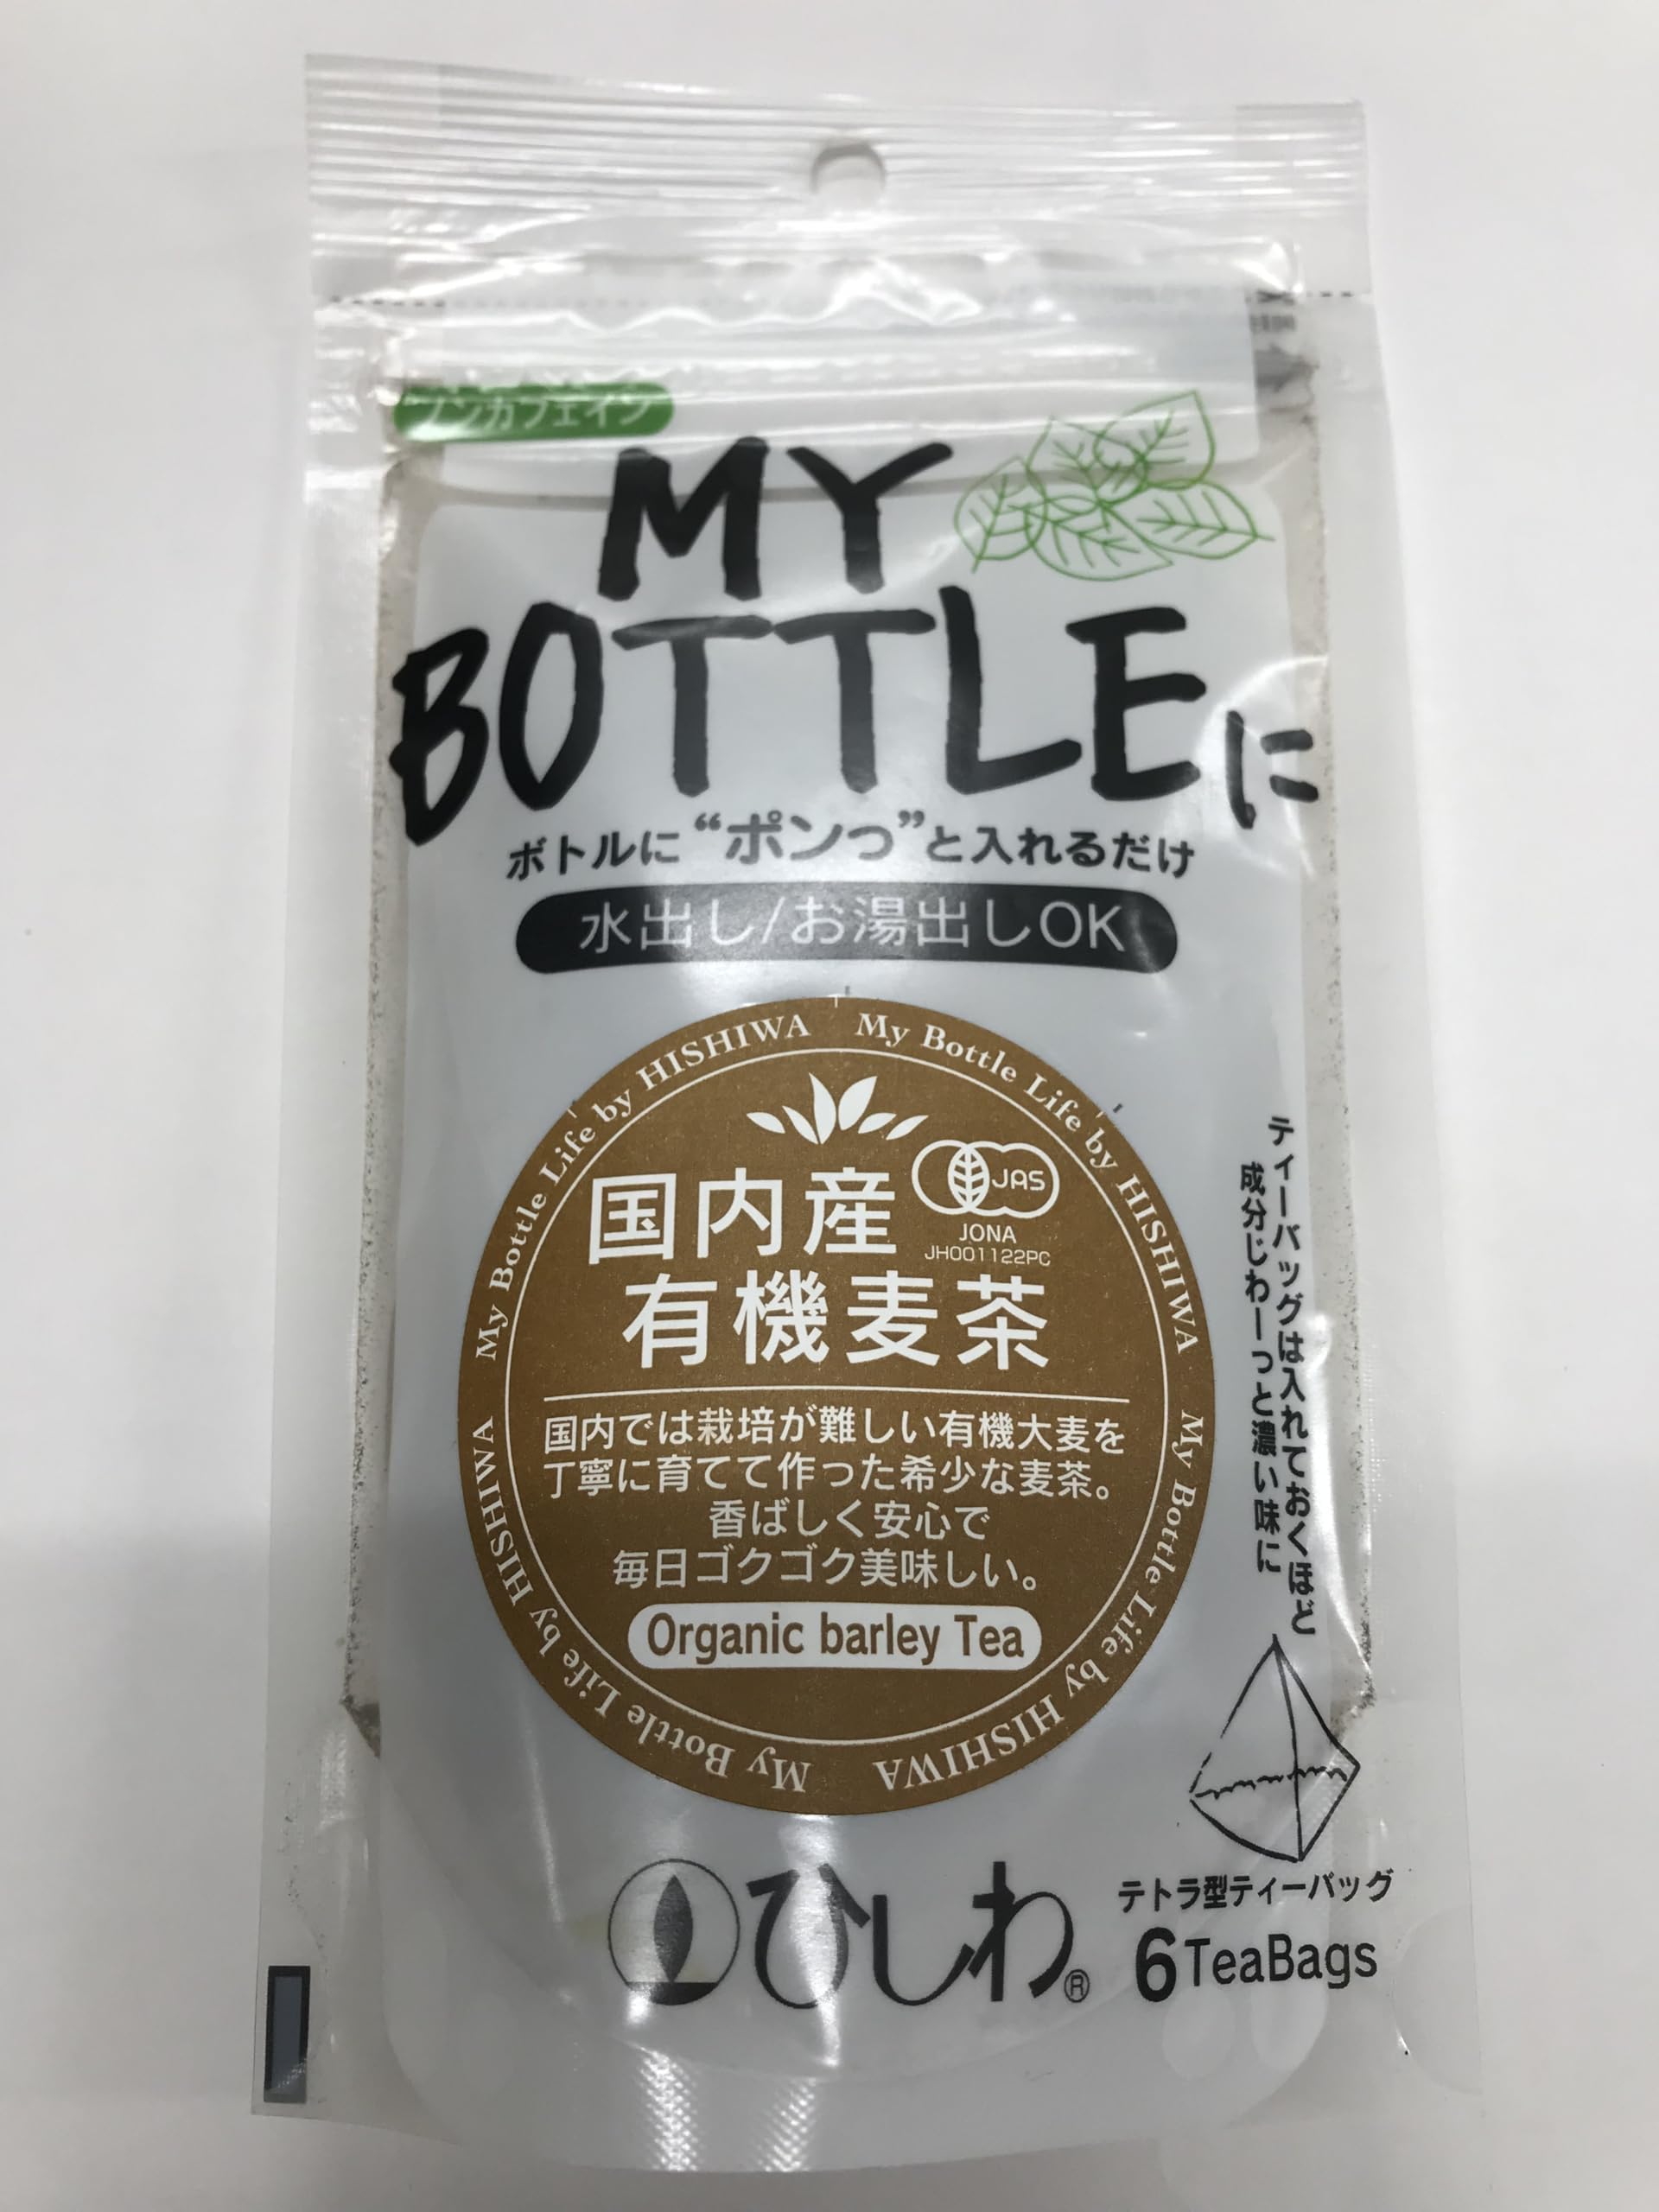 ノンカフェイン
MY
BOTTLEに
ボトルに“ポンっ”と入れるだけ
水出し/お湯出しOK
My Bottle Life by HISHIWA My Bottle Life by HISHIWA My Bottle Life by HISHIWA My Bottle Life by HISHIWA
国内産
JAS
JONA
JH001122PC
有機麦茶
国内では栽培が難しい有機大麦を
丁寧に育てて作った希少な麦茶。
香ばしく安心で
毎日ゴクゴク美味しい。
Organic barley Tea
ティーバッグは入れておくほど
成分じわーっと濃い味に
ひしわ®
テトラ型ティーバッグ
6TeaBags